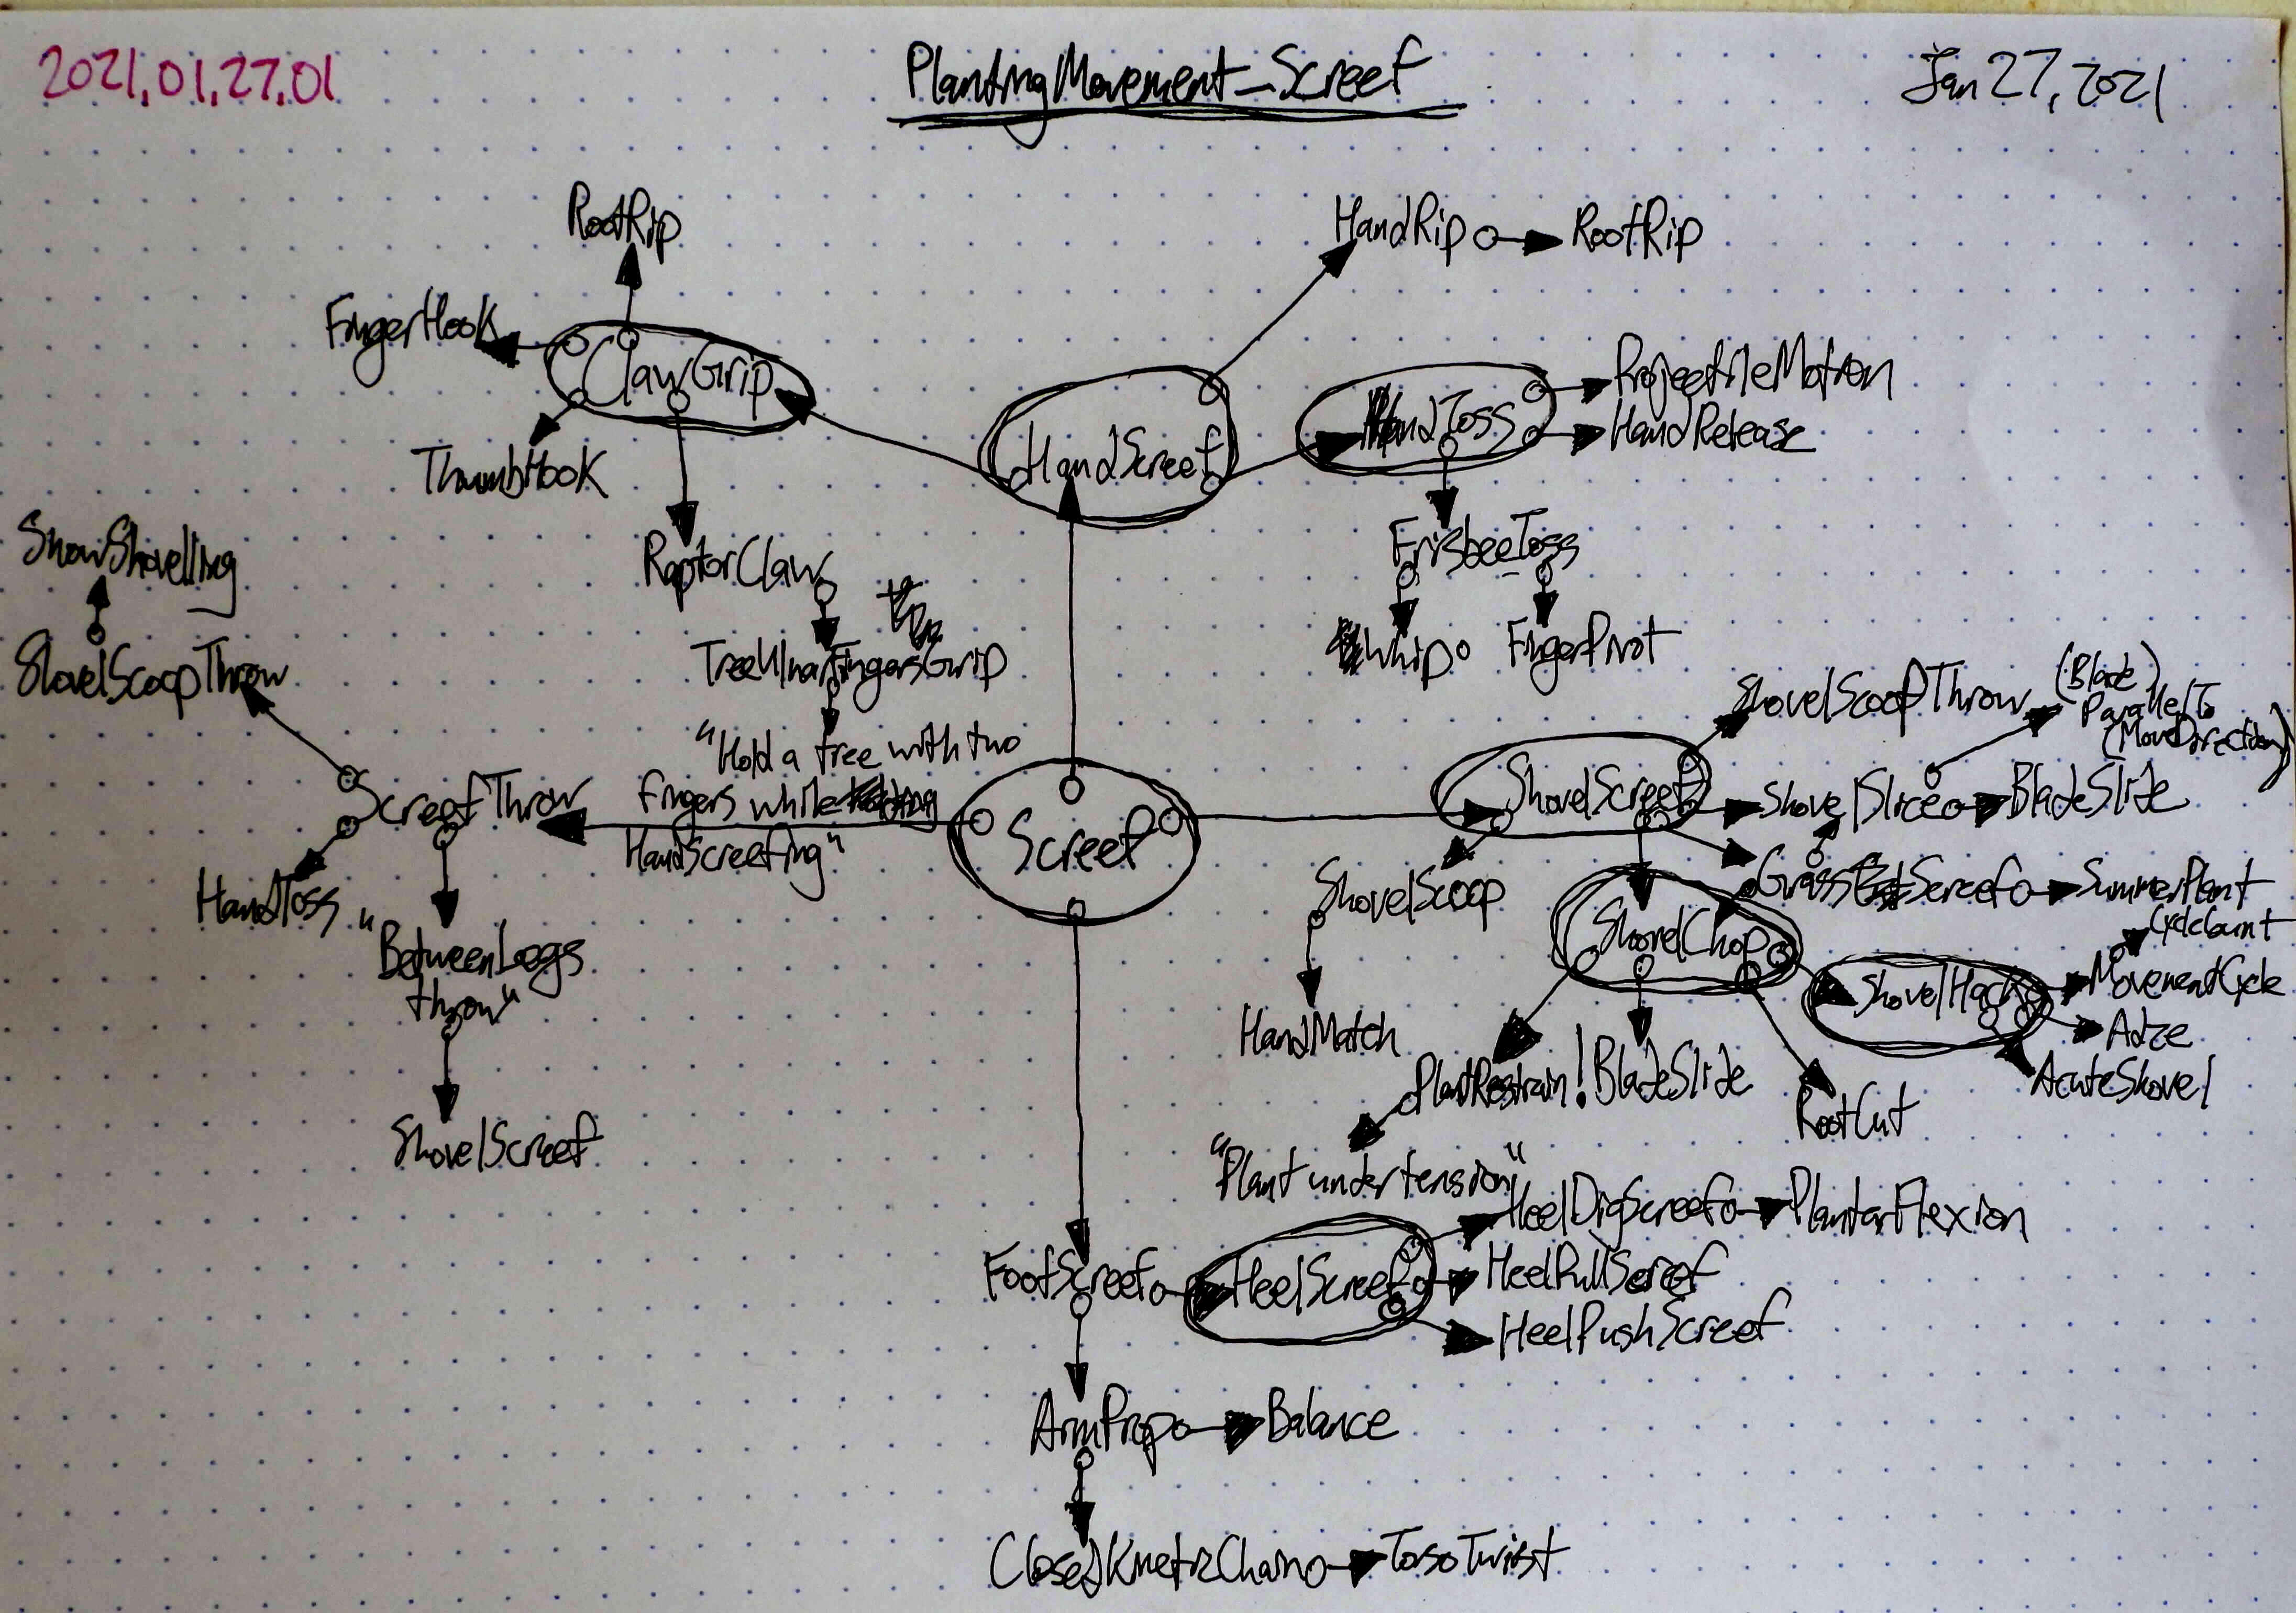 2021.01.27.01
PlantingMovement_Screef
Jan 27, 2021
RootRip
HandRip
RootRip
FingerHook
ClawGrip
ProjectileMotion
HandToss
HandRelease
HandScreef
ThumbHook
SnowShovelling
RaptorClaw
FrisbeeToss
TreeUlnarFingersGrip
Whip
FingerPivot
ShovelScoopThrow
ShovelScoopThrow
(Blade)
ParallelTo
(MoveDirection)
"Hold a tree with two
fingers while
HandScreefing"
ScreefThrow
Screef
ShovelScreef
ShovelSlice
BladeSlide
HandToss
ShovelScoop
GrassScreef
SummerPlant
"BetweenLegs
throw"
ShovelChop
CycleCount
ShovelHack
MovementCycle
HandMatch
Adze
PlantRestrain!
BladeSlide
AcuteShovel
RootCut
ShovelScreef
"Plant under tension"
HeelDigScreef
PlantarFlexion
FootScreef
HeelScreef
HeelPullScreef
HeelPushScreef
ArmProp
Balance
ClosedKineticChain
TorsoTwist